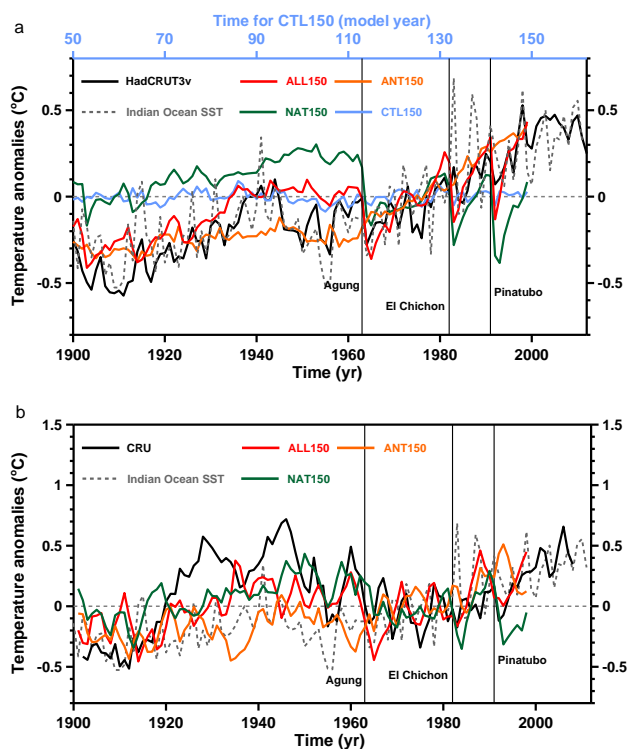 Time for CTL150 (model year)
a
50 70 90 110 130 149
HadCRUT3v ALL150 ANT150
Indian Ocean SST NAT150 CTL150
Temperature anomalies (°C)
0.5 0.5
0 0
-0.5 -0.5
Agung El Chichon Pinatubo
1900 1920 1940 1960 1980 2000
Time (yr)
b
1.5 1.5
CRU ALL150 ANT150
Indian Ocean SST NAT150
Temperature anomalies (°C)
1 1
0.5 0.5
0 0
-0.5 -0.5
Agung El Chichon Pinatubo
1900 1920 1940 1960 1980 2000
Time (yr)